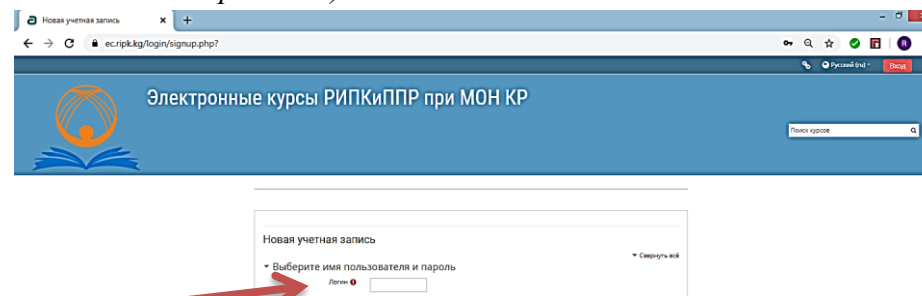 Новая учетная запись
ec.ripk.kg/login/signup.php?
R
Русский (ru)
Вход
Электронные курсы РИПКиППР при МОН КР
Поиск курсов
Новая учетная запись
Свернуть всё
Выберите имя пользователя и пароль
Логин